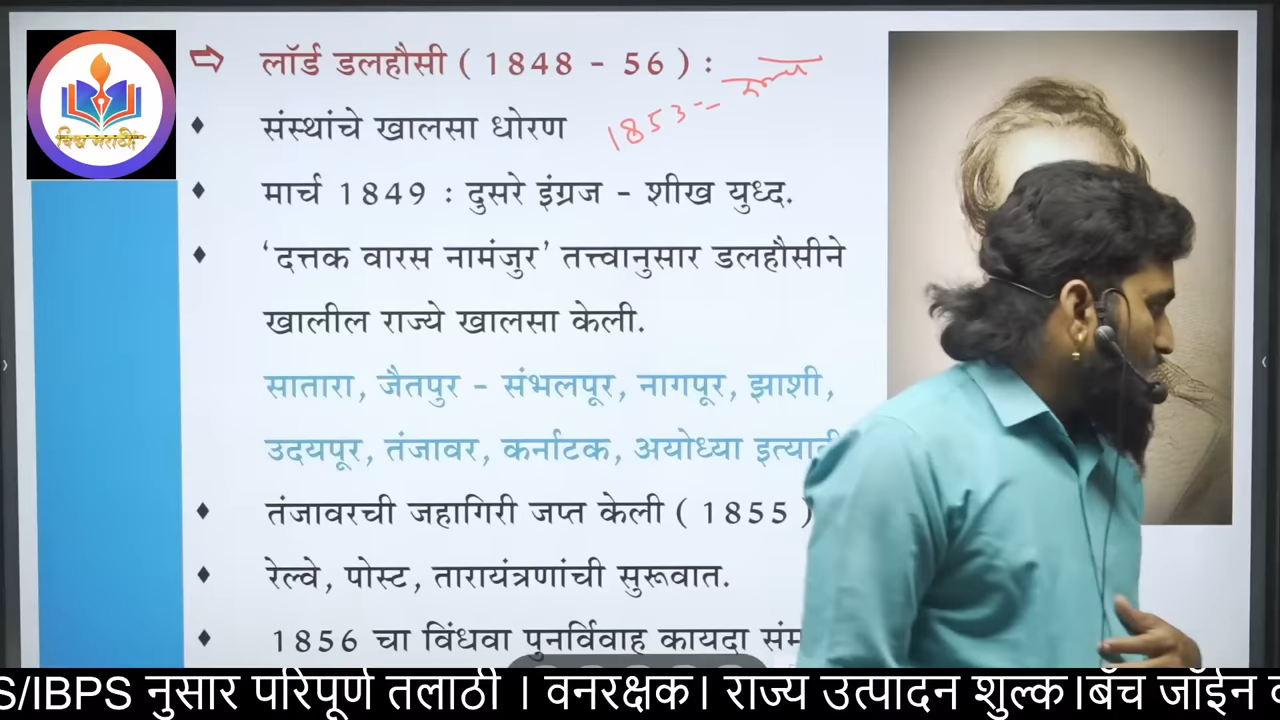 विश्व मराठी
⇨ लॉर्ड डलहौसी ( 1848 - 56 ) :
1853 -
♦ संस्थांचे खालसा धोरण
♦ मार्च 1849 : दुसरे इंग्रज - शीख युध्द.
♦ ‘दत्तक वारस नामंजुर’ तत्त्वानुसार डलहौसीने
खालील राज्ये खालसा केली.
सातारा, जैतपुर - संभलपूर, नागपूर, झाशी,
उदयपूर, तंजावर, कर्नाटक, अयोध्या
♦ तंजावरची जहागिरी जप्त केली ( 1855 )
♦ रेल्वे, पोस्ट, तारायंत्रणांची सुरूवात.
♦ 1856 चा विंधवा पुनर्विवाह कायदा
S/IBPS नुसार परिपूर्ण तलाठी । वनरक्षक। राज्य उत्पादन शुल्क।बॅच जॉईन